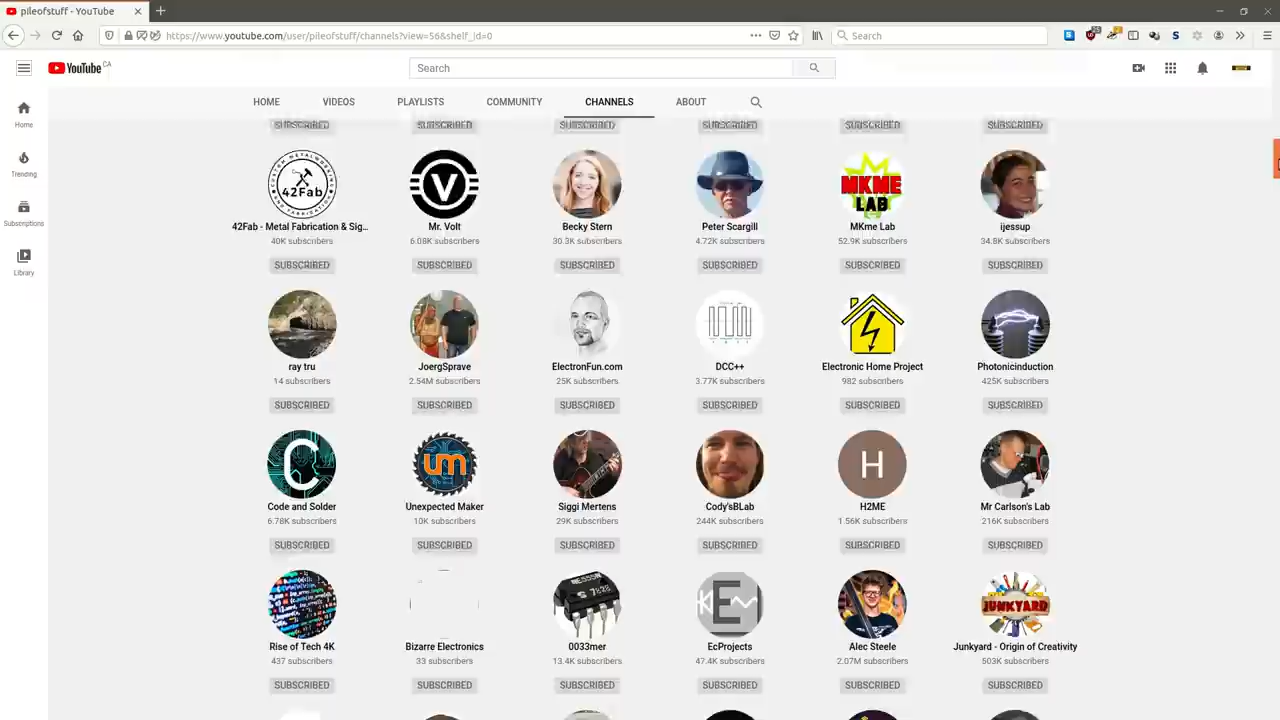 pileofstuff - YouTube
https://www.youtube.com/user/pileofstuff/channels?view=56&shelf_id=0
Search
YouTube CA
Search
HOME VIDEOS PLAYLISTS COMMUNITY CHANNELS ABOUT
Home
Trending
Subscriptions
Library
SUBSCRIBED SUBSCRIBED SUBSCRIBED SUBSCRIBED SUBSCRIBED SUBSCRIBED
42Fab
V
MKME
LAB
42Fab - Metal Fabrication & Sig... Mr. Volt Becky Stern Peter Scargill MKme Lab ijessup
40K subscribers 6.08K subscribers 30.3K subscribers 4.72K subscribers 52.9K subscribers 34.8K subscribers
SUBSCRIBED SUBSCRIBED SUBSCRIBED SUBSCRIBED SUBSCRIBED SUBSCRIBED
ray tru JoergSprave ElectronFun.com DCC++ Electronic Home Project Photonicinduction
14 subscribers 2.54M subscribers 25K subscribers 3.77K subscribers 982 subscribers 425K subscribers
SUBSCRIBED SUBSCRIBED SUBSCRIBED SUBSCRIBED SUBSCRIBED SUBSCRIBED
C um H
Code and Solder Unexpected Maker Siggi Mertens Cody'sBLab H2ME Mr Carlson's Lab
6.78K subscribers 10K subscribers 29K subscribers 244K subscribers 1.56K subscribers 216K subscribers
SUBSCRIBED SUBSCRIBED SUBSCRIBED SUBSCRIBED SUBSCRIBED SUBSCRIBED
E JUNKYARD
Rise of Tech 4K Bizarre Electronics 0033mer EcProjects Alec Steele Junkyard - Origin of Creativity
437 subscribers 33 subscribers 13.4K subscribers 47.4K subscribers 2.07M subscribers 503K subscribers
SUBSCRIBED SUBSCRIBED SUBSCRIBED SUBSCRIBED SUBSCRIBED SUBSCRIBED